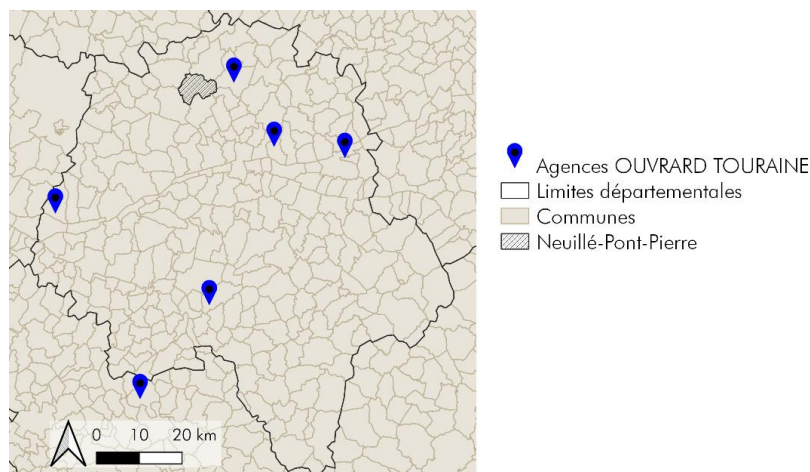 Agences OUVRARD TOURAINE
Limites départementales
Communes
Neuillé-Pont-Pierre
0 10 20 km